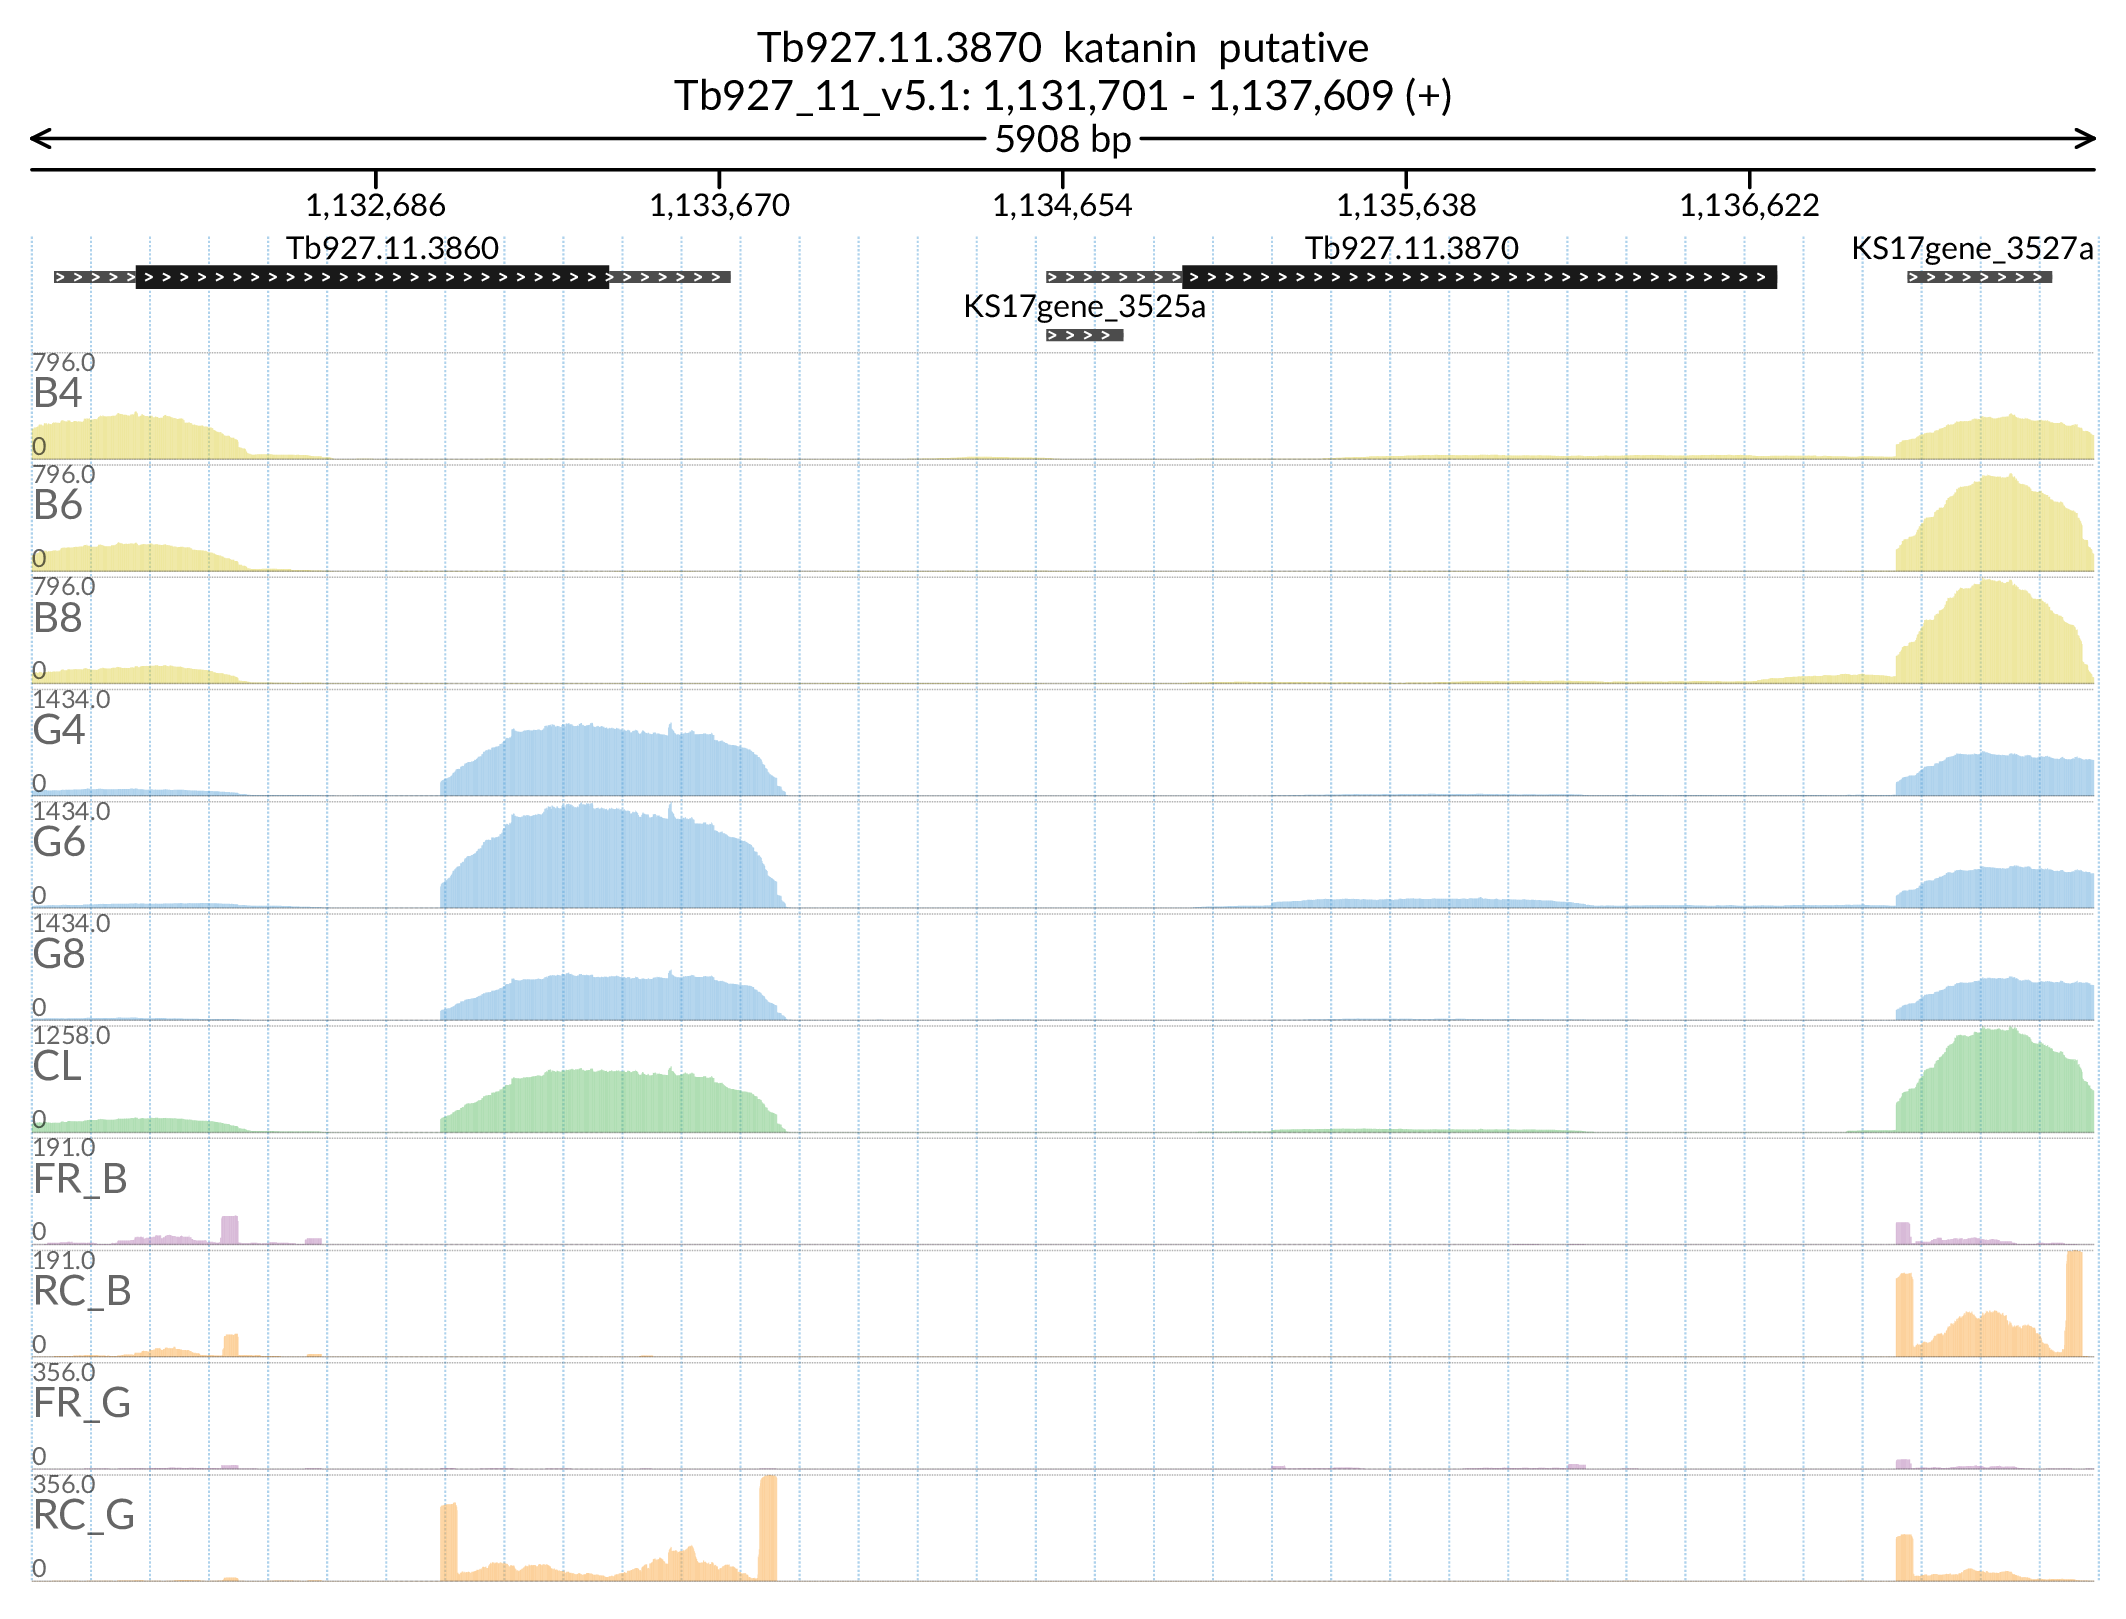 Tb927.11.3870 katanin putative
Tb927_11_v5.1: 1,131,701 - 1,137,609 (+)
5908 bp
1,132,686 1,133,670 1,134,654 1,135,638 1,136,622
Tb927.11.3860 Tb927.11.3870 KS17gene_3527a
KS17gene_3525a
796.0
B4
0
796.0
B6
0
796.0
B8
0
1434.0
G4
0
1434.0
G6
0
1434.0
G8
0
1258.0
CL
0
191.0
FR_B
0
191.0
RC_B
0
356.0
FR_G
0
356.0
RC_G
0